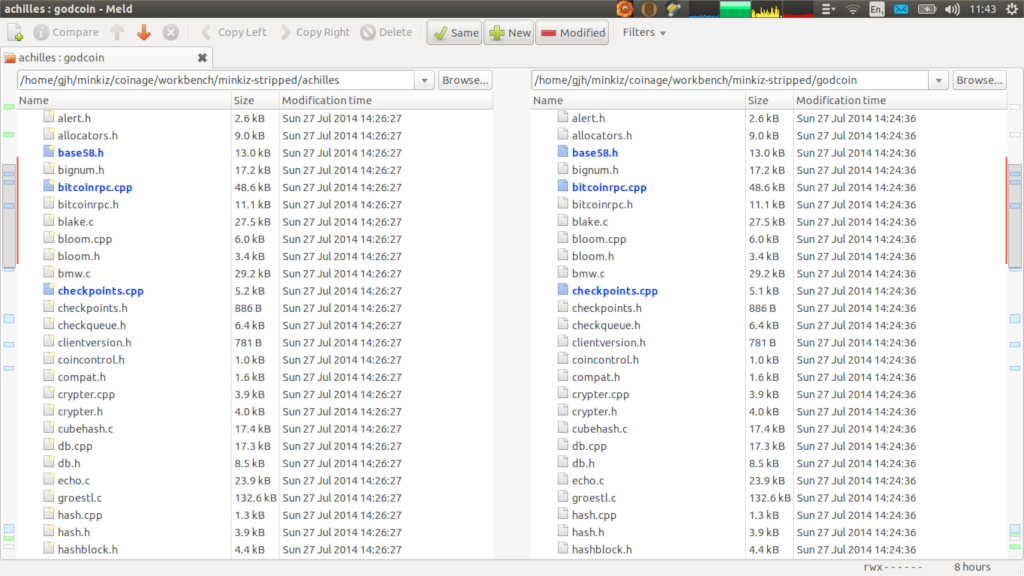 achilles : godcoin - Meld
En
11:43
Compare Copy Left Copy Right Delete Same New Modified Filters
achilles : godcoin
/home/gjh/minkiz/coinage/workbench/minkiz-stripped/achilles Browse... /home/gjh/minkiz/coinage/workbench/minkiz-stripped/godcoin Browse...
Name Size Modification time Name Size Modification time
alert.h 2.6 kB Sun 27 Jul 2014 14:26:27 alert.h 2.6 kB Sun 27 Jul 2014 14:24:36
allocators.h 9.0 kB Sun 27 Jul 2014 14:26:27 allocators.h 9.0 kB Sun 27 Jul 2014 14:24:36
base58.h 13.0 kB Sun 27 Jul 2014 14:26:27 base58.h 13.0 kB Sun 27 Jul 2014 14:24:36
bignum.h 17.2 kB Sun 27 Jul 2014 14:26:27 bignum.h 17.2 kB Sun 27 Jul 2014 14:24:36
bitcoinrpc.cpp 48.6 kB Sun 27 Jul 2014 14:26:27 bitcoinrpc.cpp 48.6 kB Sun 27 Jul 2014 14:24:36
bitcoinrpc.h 11.1 kB Sun 27 Jul 2014 14:26:27 bitcoinrpc.h 11.1 kB Sun 27 Jul 2014 14:24:36
blake.c 27.5 kB Sun 27 Jul 2014 14:26:27 blake.c 27.5 kB Sun 27 Jul 2014 14:24:36
bloom.cpp 6.0 kB Sun 27 Jul 2014 14:26:27 bloom.cpp 6.0 kB Sun 27 Jul 2014 14:24:36
bloom.h 3.4 kB Sun 27 Jul 2014 14:26:27 bloom.h 3.4 kB Sun 27 Jul 2014 14:24:36
bmw.c 29.2 kB Sun 27 Jul 2014 14:26:27 bmw.c 29.2 kB Sun 27 Jul 2014 14:24:36
checkpoints.cpp 5.2 kB Sun 27 Jul 2014 14:26:27 checkpoints.cpp 5.1 kB Sun 27 Jul 2014 14:24:36
checkpoints.h 886 B Sun 27 Jul 2014 14:26:27 checkpoints.h 886 B Sun 27 Jul 2014 14:24:36
checkqueue.h 6.4 kB Sun 27 Jul 2014 14:26:27 checkqueue.h 6.4 kB Sun 27 Jul 2014 14:24:36
clientversion.h 781 B Sun 27 Jul 2014 14:26:27 clientversion.h 781 B Sun 27 Jul 2014 14:24:36
coincontrol.h 1.0 kB Sun 27 Jul 2014 14:26:27 coincontrol.h 1.0 kB Sun 27 Jul 2014 14:24:36
compat.h 1.6 kB Sun 27 Jul 2014 14:26:27 compat.h 1.6 kB Sun 27 Jul 2014 14:24:36
crypter.cpp 3.9 kB Sun 27 Jul 2014 14:26:27 crypter.cpp 3.9 kB Sun 27 Jul 2014 14:24:36
crypter.h 4.0 kB Sun 27 Jul 2014 14:26:27 crypter.h 4.0 kB Sun 27 Jul 2014 14:24:36
cubehash.c 17.4 kB Sun 27 Jul 2014 14:26:27 cubehash.c 17.4 kB Sun 27 Jul 2014 14:24:36
db.cpp 17.3 kB Sun 27 Jul 2014 14:26:27 db.cpp 17.3 kB Sun 27 Jul 2014 14:24:36
db.h 8.5 kB Sun 27 Jul 2014 14:26:27 db.h 8.5 kB Sun 27 Jul 2014 14:24:36
echo.c 23.9 kB Sun 27 Jul 2014 14:26:27 echo.c 23.9 kB Sun 27 Jul 2014 14:24:36
groestl.c 132.6 kB Sun 27 Jul 2014 14:26:27 groestl.c 132.6 kB Sun 27 Jul 2014 14:24:36
hash.cpp 1.3 kB Sun 27 Jul 2014 14:26:27 hash.cpp 1.3 kB Sun 27 Jul 2014 14:24:36
hash.h 3.9 kB Sun 27 Jul 2014 14:26:27 hash.h 3.9 kB Sun 27 Jul 2014 14:24:36
hashblock.h 4.4 kB Sun 27 Jul 2014 14:26:27 hashblock.h 4.4 kB Sun 27 Jul 2014 14:24:36
rwx------ 8 hours